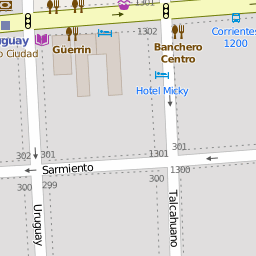 1301
Corrientes
1200
1302
uguay
o Ciudad
Güerrin
Banchero
Centro
Hotel Micky
302
301
1301
301
Sarmiento
300
299
300
1300
Uruguay
Talcahuano